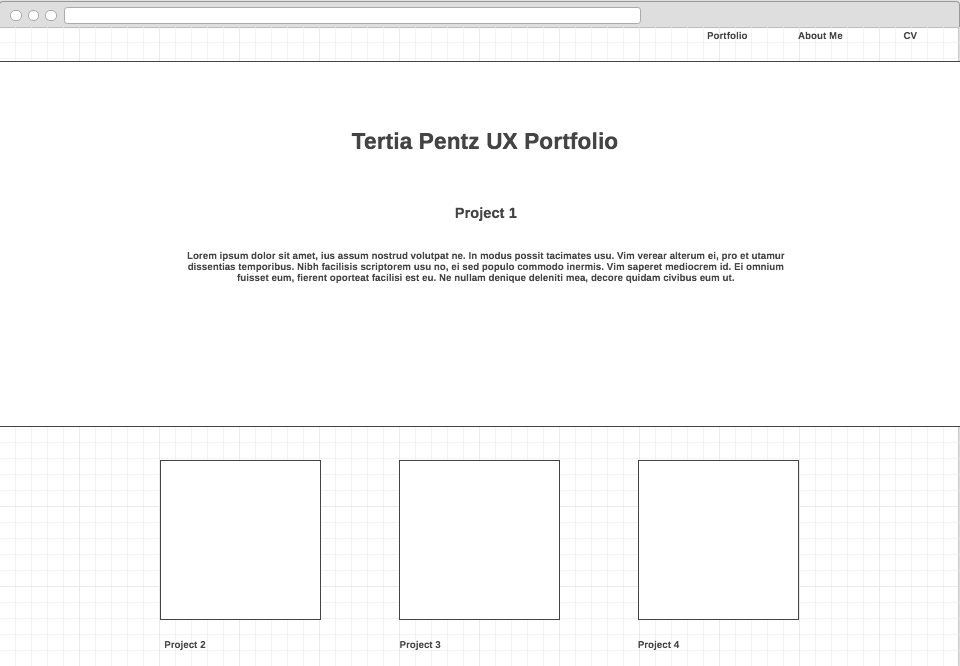 Portfolio About Me CV
Tertia Pentz UX Portfolio
Project 1
Lorem ipsum dolor sit amet, ius assum nostrud volutpat ne. In modus possit tacimates usu. Vim verear alterum ei, pro et utamur
dissentias temporibus. Nibh facilisis scriptorem usu no, ei sed populo commodo inermis. Vim saperet mediocrem id. Ei omnium
fuisset eum, fierent oporteat facilisi est eu. Ne nullam denique deleniti mea, decore quidam civibus eum ut.
Project 2 Project 3 Project 4